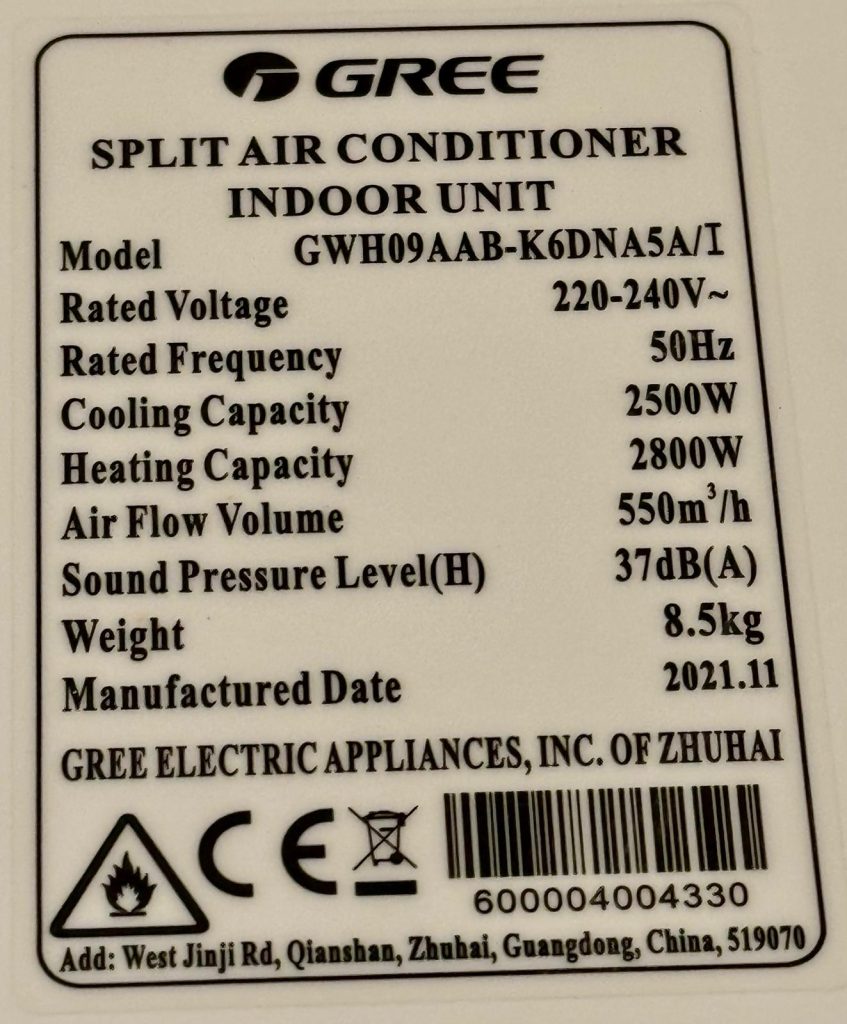 GREE
SPLIT AIR CONDITIONER
INDOOR UNIT
Model GWH09AAB-K6DNA5A/I
Rated Voltage 220-240V~
Rated Frequency 50Hz
Cooling Capacity 2500W
Heating Capacity 2800W
Air Flow Volume 550m³/h
Sound Pressure Level(H) 37dB(A)
Weight 8.5kg
Manufactured Date 2021.11
GREE ELECTRIC APPLIANCES, INC. OF ZHUHAI
CE
600004004330
Add: West Jinji Rd, Qianshan, Zhuhai, Guangdong, China, 519070